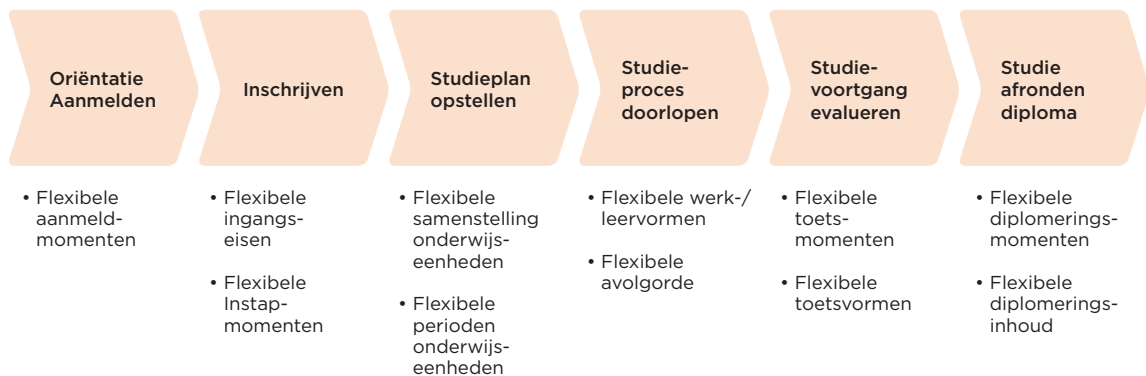 Oriëntatie
Aanmelden
Inschrijven
Studieplan
opstellen
Studie-
proces
doorlopen
Studie-
voortgang
evalueren
Studie
afronden
diploma
• Flexibele
aanmeld-
momenten
• Flexibele
ingangs-
eisen
• Flexibele
Instap-
momenten
• Flexibele
samenstelling
onderwijs-
eenheden
• Flexibele
perioden
onderwijs-
eenheden
• Flexibele werk-/
leervormen
• Flexibele
avolgorde
• Flexibele
toets-
momenten
• Flexibele
toetsvormen
• Flexibele
diplomerings-
momenten
• Flexibele
diplomerings-
inhoud